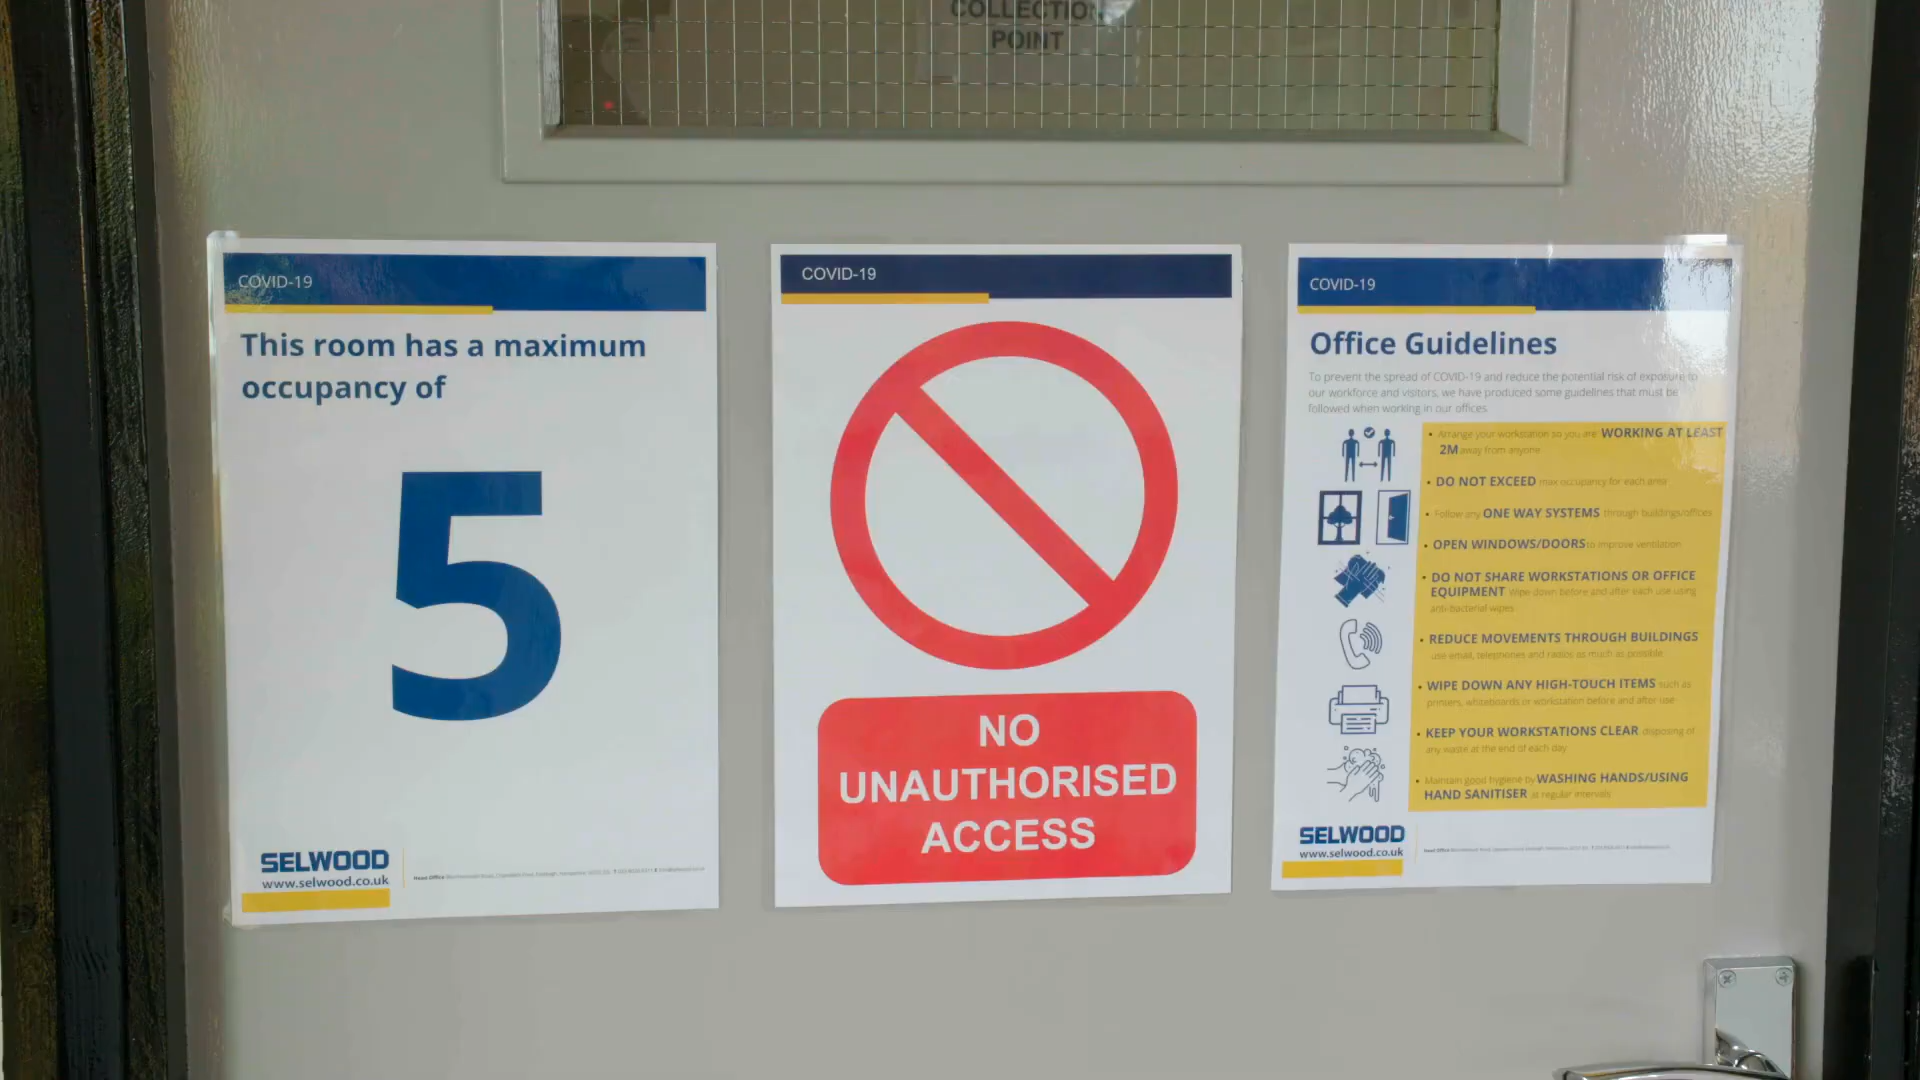 COLLECTION
POINT
COVID-19
This room has a maximum
occupancy of
5
SELWOOD
www.selwood.co.uk
COVID-19
NO
UNAUTHORISED
ACCESS
COVID-19
Office Guidelines
To prevent the spread of COVID-19 and reduce the potential risk of exposure to
our workforce and visitors, we have produced some guidelines that must be
followed when working in our offices.
• Arrange your workstation so you are WORKING AT LEAST
2M away from anyone
• DO NOT EXCEED max occupancy for each area
• Follow any ONE WAY SYSTEMS through buildings/offices
• OPEN WINDOWS/DOORS to improve ventilation
• DO NOT SHARE WORKSTATIONS OR OFFICE
EQUIPMENT Wipe down before and after each use using
anti-bacterial wipes
• REDUCE MOVEMENTS THROUGH BUILDINGS
use email, telephones and radios as much as possible
• WIPE DOWN ANY HIGH-TOUCH ITEMS such as
printers, whiteboards or workstation before and after use
• KEEP YOUR WORKSTATIONS CLEAR disposing of
any waste at the end of each day
• Maintain good hygiene by WASHING HANDS/USING
HAND SANITISER at regular intervals
SELWOOD
www.selwood.co.uk